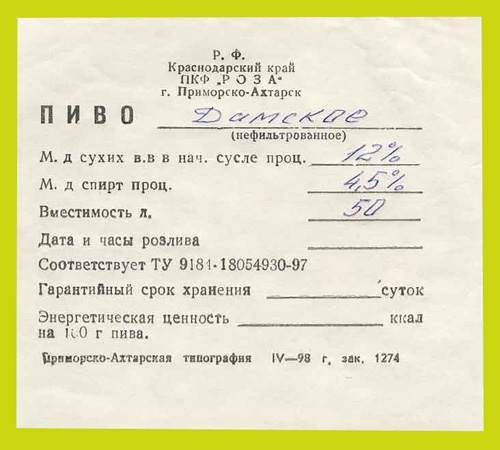 Р. Ф.
Краснодарский край
ПКФ „Р О З А“
г. Приморско-Ахтарск
ПИВО Дамское
(нефильтрованное)
М. д сухих в.в в нач. сусле проц. 12%
М. д спирт проц. 4,5%
Вместимость л. 50
Дата и часы розлива
Соответствует ТУ 9184-18054930-97
Гарантийный срок хранения суток
Энергетическая ценность ккал
на 100 г пива.
Приморско-Ахтарская типография IV—98 г. зак. 1274